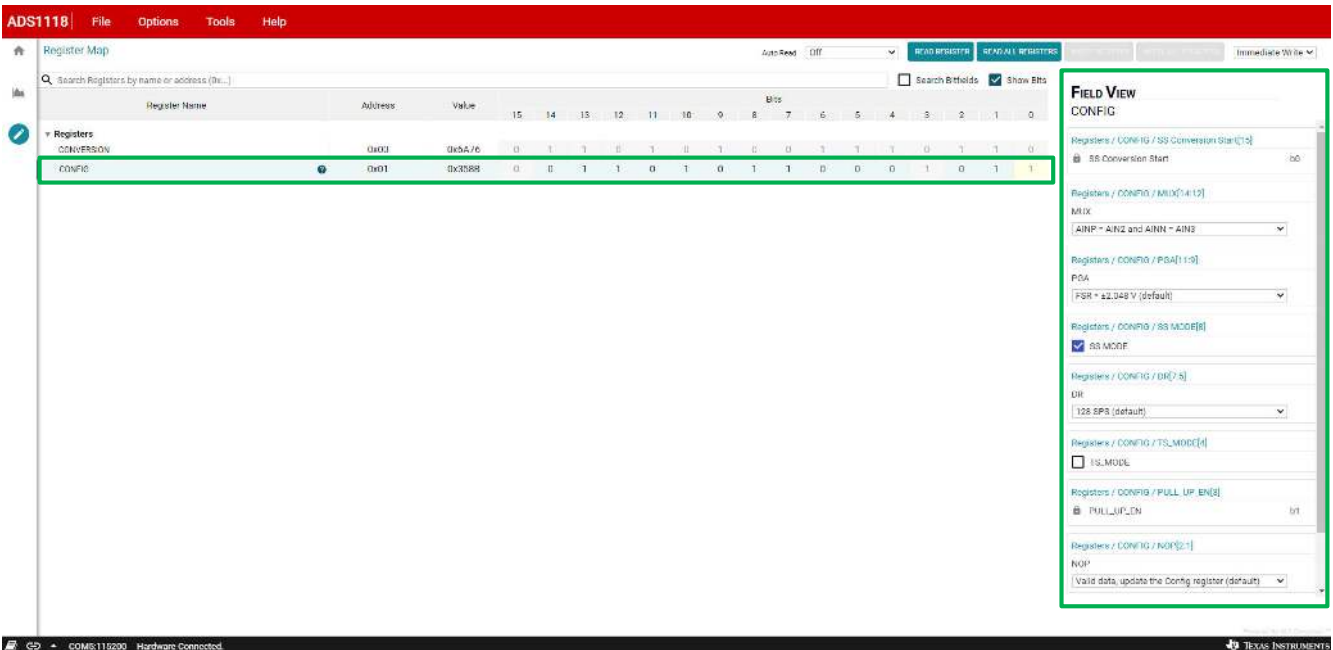 ADS1118 File Options Tools Help
Register Map Auto Read Off READ REGISTER READ ALL REGISTERS Immediate Write
Search Registers by name or address (0x...) Search Bitfields Show Bits
Register Name Address Value Bits
15 14 13 12 11 10 9 8 7 6 5 4 3 2 1 0
Registers
CONVERSION 0x00 0x5A76 0 1 1 0 1 0 1 0 0 1 1 1 0 1 1 0
CONFIG 0x01 0x358B 0 0 1 1 0 1 0 1 1 0 0 0 1 0 1 1
FIELD VIEW
CONFIG
Registers / CONFIG / SS Conversion Start[15]
SS Conversion Start b0
Registers / CONFIG / MUX[14:12]
MUX
AINP = AIN2 and AINN = AIN3
Registers / CONFIG / PGA[11:9]
PGA
FSR = ±2.048 V (default)
Registers / CONFIG / SS MODE[8]
SS MODE
Registers / CONFIG / DR[7:5]
DR
128 SPS (default)
Registers / CONFIG / TS_MODE[4]
TS_MODE
Registers / CONFIG / PULL_UP_EN[3]
PULL_UP_EN b1
Registers / CONFIG / NOP[2:1]
NOP
Valid data, update the Config register (default)
COM5:115200 Hardware Connected. TEXAS INSTRUMENTS